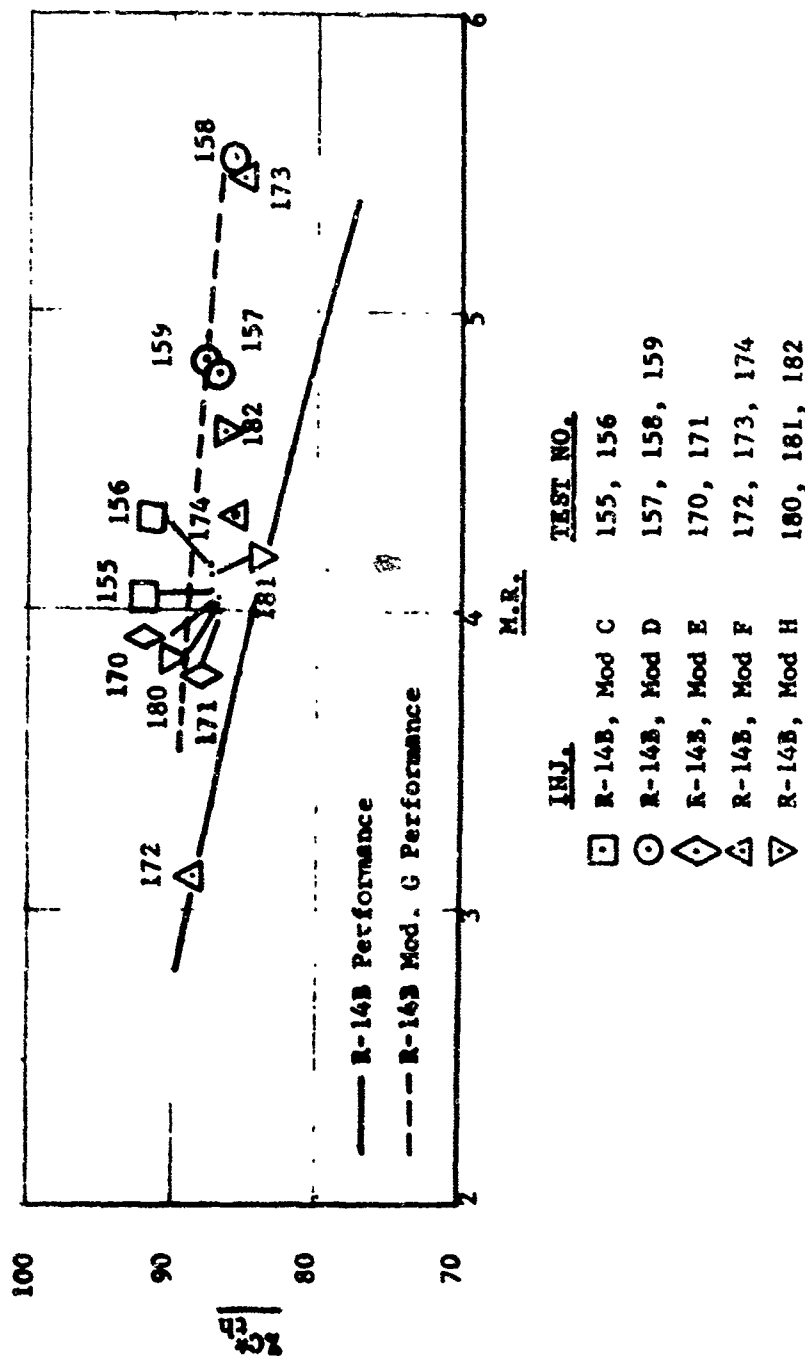 100
90
80
70
%C*th
2
3
4
5
6
M.R.
172
171
180
170
155
156
181
174
182
159
157
158
173
R-14B Performance
R-14B Mod. G Performance
INJ. TEST NO.
R-14B, Mod C 155, 156
R-14B, Mod D 157, 158, 159
R-14B, Mod E 170, 171
R-14B, Mod F 172, 173, 174
R-14B, Mod H 180, 181, 182